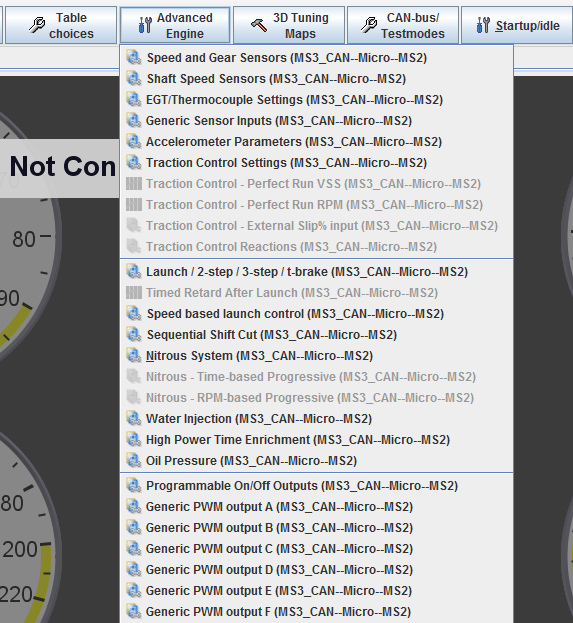 Table
choices
Advanced
Engine
3D Tuning
Maps
CAN-bus/
Testmodes
Startup/idle
Speed and Gear Sensors (MS3_CAN--Micro--MS2)
Shaft Speed Sensors (MS3_CAN--Micro--MS2)
EGT/Thermocouple Settings (MS3_CAN--Micro--MS2)
Generic Sensor Inputs (MS3_CAN--Micro--MS2)
Accelerometer Parameters (MS3_CAN--Micro--MS2)
Traction Control Settings (MS3_CAN--Micro--MS2)
Traction Control - Perfect Run VSS (MS3_CAN--Micro--MS2)
Traction Control - Perfect Run RPM (MS3_CAN--Micro--MS2)
Traction Control - External Slip% input (MS3_CAN--Micro--MS2)
Traction Control Reactions (MS3_CAN--Micro--MS2)
Launch / 2-step / 3-step / t-brake (MS3_CAN--Micro--MS2)
Timed Retard After Launch (MS3_CAN--Micro--MS2)
Speed based launch control (MS3_CAN--Micro--MS2)
Sequential Shift Cut (MS3_CAN--Micro--MS2)
Nitrous System (MS3_CAN--Micro--MS2)
Nitrous - Time-based Progressive (MS3_CAN--Micro--MS2)
Nitrous - RPM-based Progressive (MS3_CAN--Micro--MS2)
Water Injection (MS3_CAN--Micro--MS2)
High Power Time Enrichment (MS3_CAN--Micro--MS2)
Oil Pressure (MS3_CAN--Micro--MS2)
Programmable On/Off Outputs (MS3_CAN--Micro--MS2)
Generic PWM output A (MS3_CAN--Micro--MS2)
Generic PWM output B (MS3_CAN--Micro--MS2)
Generic PWM output C (MS3_CAN--Micro--MS2)
Generic PWM output D (MS3_CAN--Micro--MS2)
Generic PWM output E (MS3_CAN--Micro--MS2)
Generic PWM output F (MS3_CAN--Micro--MS2)
Not Con
80
90
80
200
220